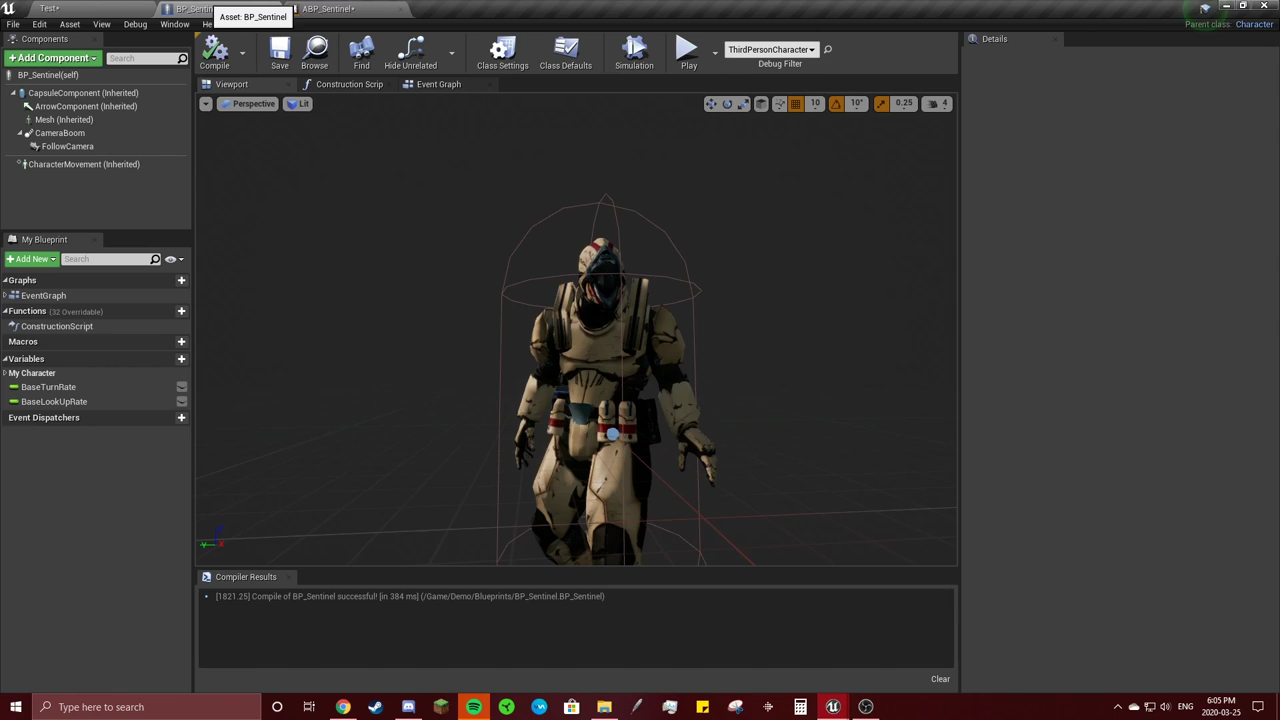 Test*
BP_Senti
ABP_Sentinel*
Asset: BP_Sentinel
File Edit Asset View Debug Window He
Parent class: Character
Components
+Add Component
Search
Compile
Save
Browse
Find
Hide Unrelated
Class Settings
Class Defaults
Simulation
Play
ThirdPersonCharacter
Debug Filter
Details
BP_Sentinel(self)
CapsuleComponent (Inherited)
ArrowComponent (Inherited)
Mesh (Inherited)
CameraBoom
FollowCamera
CharacterMovement (Inherited)
Viewport
Construction Scrip
Event Graph
Perspective
Lit
10
10°
0.25
4
My Blueprint
+Add New
Search
Graphs
EventGraph
Functions (32 Overridable)
ConstructionScript
Macros
Variables
My Character
BaseTurnRate
BaseLookUpRate
Event Dispatchers
Compiler Results
[1821.25] Compile of BP_Sentinel successful! [in 384 ms] (/Game/Demo/Blueprints/BP_Sentinel.BP_Sentinel)
Clear
Type here to search
ENG
6:05 PM
2020-03-25